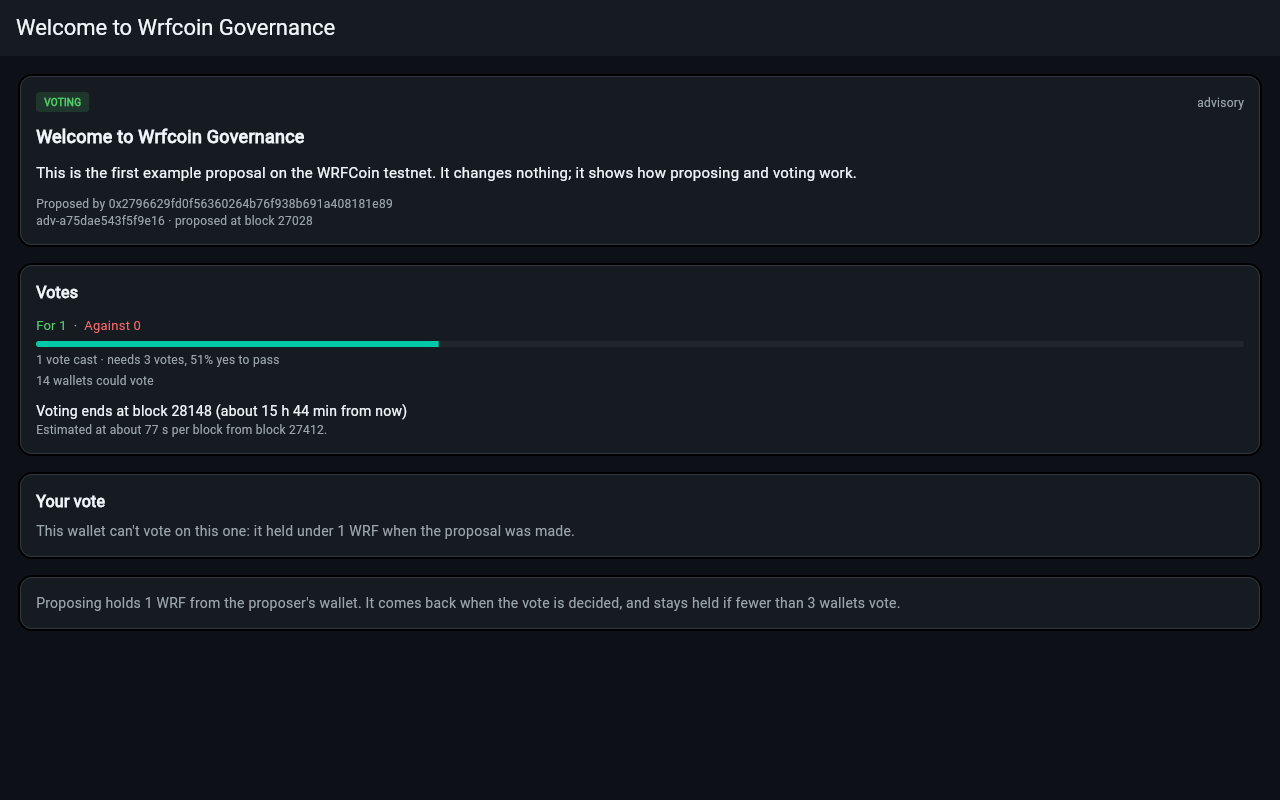 Welcome to Wrfcoin Governance
VOTING
advisory
Welcome to Wrfcoin Governance
This is the first example proposal on the WRFCoin testnet. It changes nothing; it shows how proposing and voting work.
Proposed by 0x2796629fd0f56360264b76f938b691a408181e89
adv-a75dae543f5f9e16 · proposed at block 27028
Votes
For 1 · Against 0
1 vote cast · needs 3 votes, 51% yes to pass
14 wallets could vote
Voting ends at block 28148 (about 15 h 44 min from now)
Estimated at about 77 s per block from block 27412.
Your vote
This wallet can't vote on this one: it held under 1 WRF when the proposal was made.
Proposing holds 1 WRF from the proposer's wallet. It comes back when the vote is decided, and stays held if fewer than 3 wallets vote.